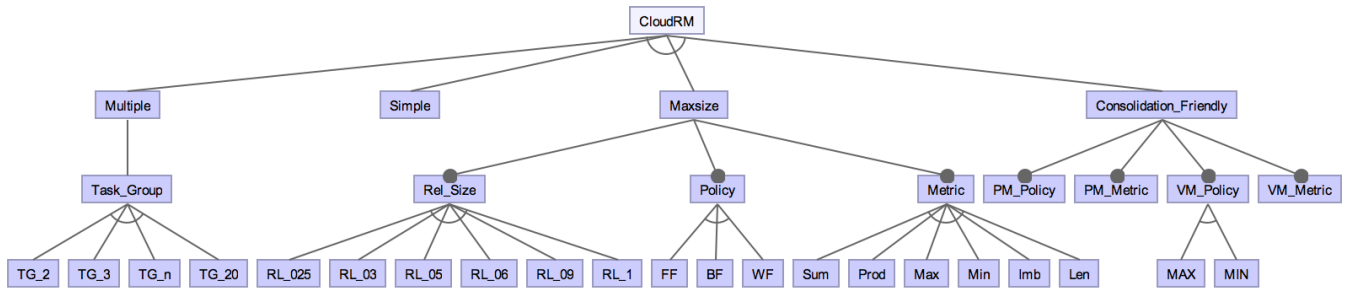 CloudRM
Multiple Simple Maxsize Consolidation_Friendly
Task_Group Rel_Size Policy Metric PM_Policy PM_Metric VM_Policy VM_Metric
TG_2 TG_3 TG_n TG_20 RL_025 RL_03 RL_05 RL_06 RL_09 RL_1 FF BF WF Sum Prod Max Min Imb Len MAX MIN